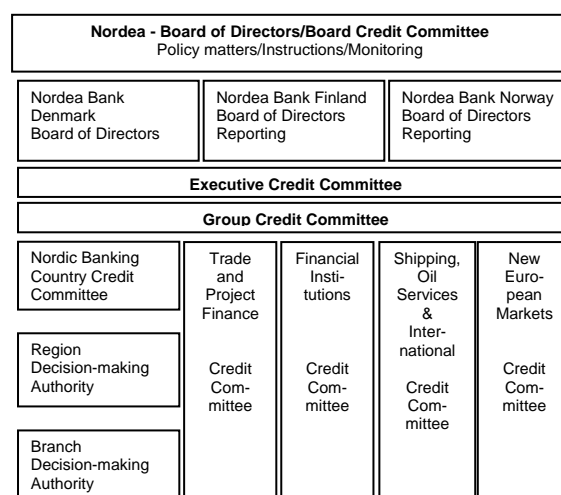 Nordea - Board of Directors/Board Credit Committee
Policy matters/Instructions/Monitoring
Nordea Bank
Denmark
Board of Directors
Nordea Bank Finland
Board of Directors
Reporting
Nordea Bank Norway
Board of Directors
Reporting
Executive Credit Committee
Group Credit Committee
Nordic Banking
Country Credit
Committee
Region
Decision-making
Authority
Branch
Decision-making
Authority
Trade
and
Project
Finance
Credit
Com-
mittee
Financial
Insti-
tutions
Credit
Com-
mittee
Shipping,
Oil
Services
&
Inter-
national
Credit
Com-
mittee
New
Euro-
pean
Markets
Credit
Com-
mittee